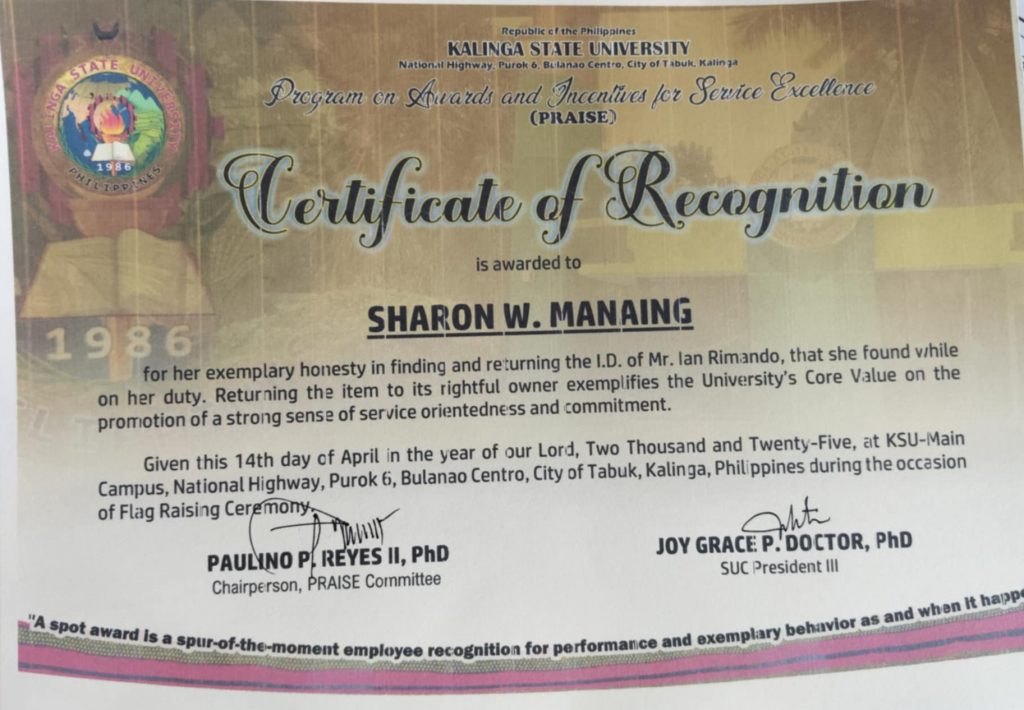 Republic of the Philippines
KALINGA STATE UNIVERSITY
National Highway, Purok 6, Bulanao Centro, City of Tabuk, Kalinga
Program on Awards and Incentives for Service Excellence
(PRAISE)
KALINGA STATE UNIVERSITY
1986
PHILIPPINES
Certificate of Recognition
is awarded to
SHARON W. MANAING
1986
for her exemplary honesty in finding and returning the I.D. of Mr. Ian Rimando, that she found while
on her duty. Returning the item to its rightful owner exemplifies the University's Core Value on the
promotion of a strong sense of service orientedness and commitment.
Given this 14th day of April in the year of our Lord, Two Thousand and Twenty-Five, at KSU-Main
Campus, National Highway, Purok 6, Bulanao Centro, City of Tabuk, Kalinga, Philippines during the occasion
of Flag Raising Ceremony.
PAULINO P. REYES II, PhD
Chairperson, PRAISE Committee
JOY GRACE P. DOCTOR, PhD
SUC President III
"A spot award is a spur-of-the-moment employee recognition for performance and exemplary behavior as and when it happe